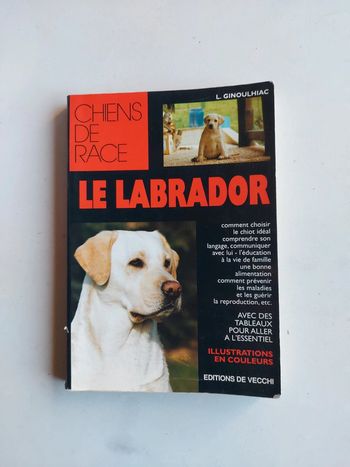 L. GINOULHIAC
CHIENS
DE
RACE
LE LABRADOR
comment choisir
le chiot idéal
comprendre son
langage, communiquer
avec lui - l'éducation
à la vie de famille
une bonne
alimentation
comment prévenir
les maladies
et les guérir
la reproduction, etc.
AVEC DES
TABLEAUX
POUR ALLER
A L'ESSENTIEL
ILLUSTRATIONS
EN COULEURS
EDITIONS DE VECCHI